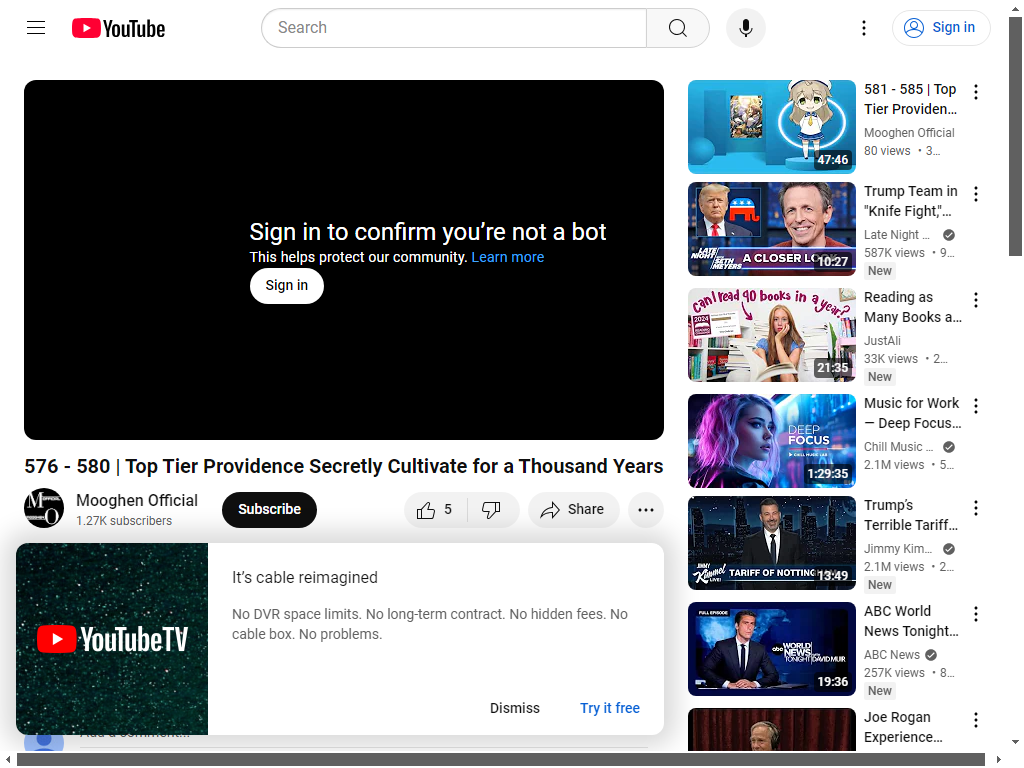 YouTube
Search
Sign in
Sign in to confirm you're not a bot
This helps protect our community. Learn more
Sign in
576 - 580 | Top Tier Providence Secretly Cultivate for a Thousand Years
Mooghen Official
1.27K subscribers
Subscribe
5
Share
YouTubeTV
It's cable reimagined
No DVR space limits. No long-term contract. No hidden fees. No
cable box. No problems.
Dismiss
Try it free
Add a comment...
47:46
581 - 585 | Top
Tier Providen...
Mooghen Official
80 views • 3...
LATE NIGHT WITH SETH MEYERS
A CLOSER LO
10:27
Trump Team in
"Knife Fight,"...
Late Night ...
587K views • 9...
New
Can I read 90 books in a year?
2024
21:35
Reading as
Many Books a...
JustAli
33K views • 2...
New
DEEP
FOCUS
CHILL MUSIC LAB
1:29:35
Music for Work
— Deep Focus...
Chill Music ...
2.1M views • 5...
JIMMY Kimmel LIVE!
TARIFF OF NOTTING
13:49
Trump's
Terrible Tariff...
Jimmy Kim...
2.1M views • 2...
New
FULL EPISODE
abc WORLD
NEWS
TONIGHT DAVID MUIR
19:36
ABC World
News Tonight...
ABC News
257K views • 8...
New
Joe Rogan
Experience...